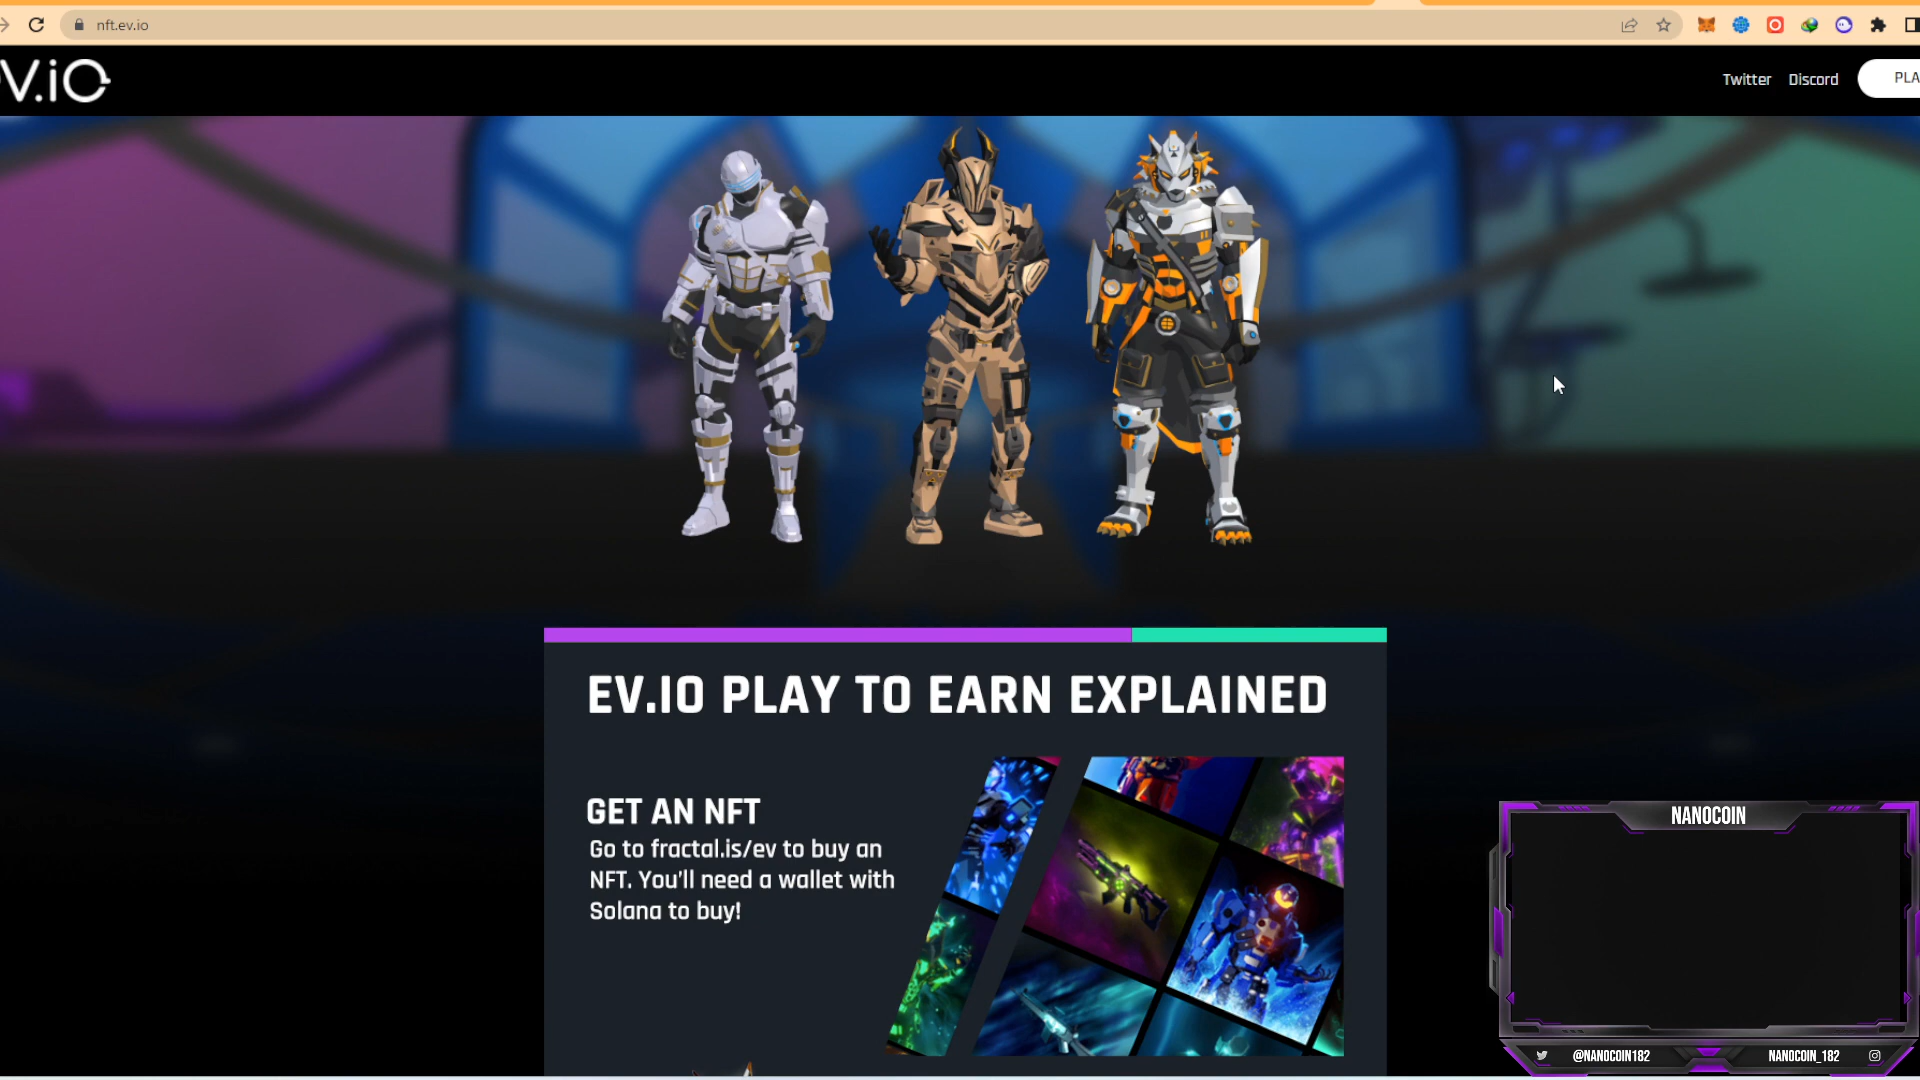 nft.ev.io
ev.io
Twitter
Discord
PLA
EV.IO PLAY TO EARN EXPLAINED
GET AN NFT
Go to fractal.is/ev to buy an
NFT. You'll need a wallet with
Solana to buy!
NANOCOIN
@NANOCOIN182
NANOCOIN_182